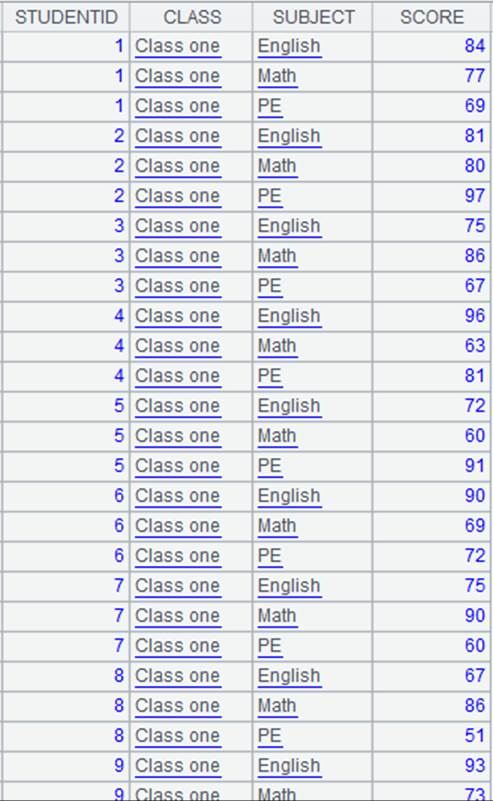 STUDENTID CLASS SUBJECT SCORE
1 Class one English 84
1 Class one Math 77
1 Class one PE 69
2 Class one English 81
2 Class one Math 80
2 Class one PE 97
3 Class one English 75
3 Class one Math 86
3 Class one PE 67
4 Class one English 96
4 Class one Math 63
4 Class one PE 81
5 Class one English 72
5 Class one Math 60
5 Class one PE 91
6 Class one English 90
6 Class one Math 69
6 Class one PE 72
7 Class one English 75
7 Class one Math 90
7 Class one PE 60
8 Class one English 67
8 Class one Math 86
8 Class one PE 51
9 Class one English 93
9 Class one Math 73